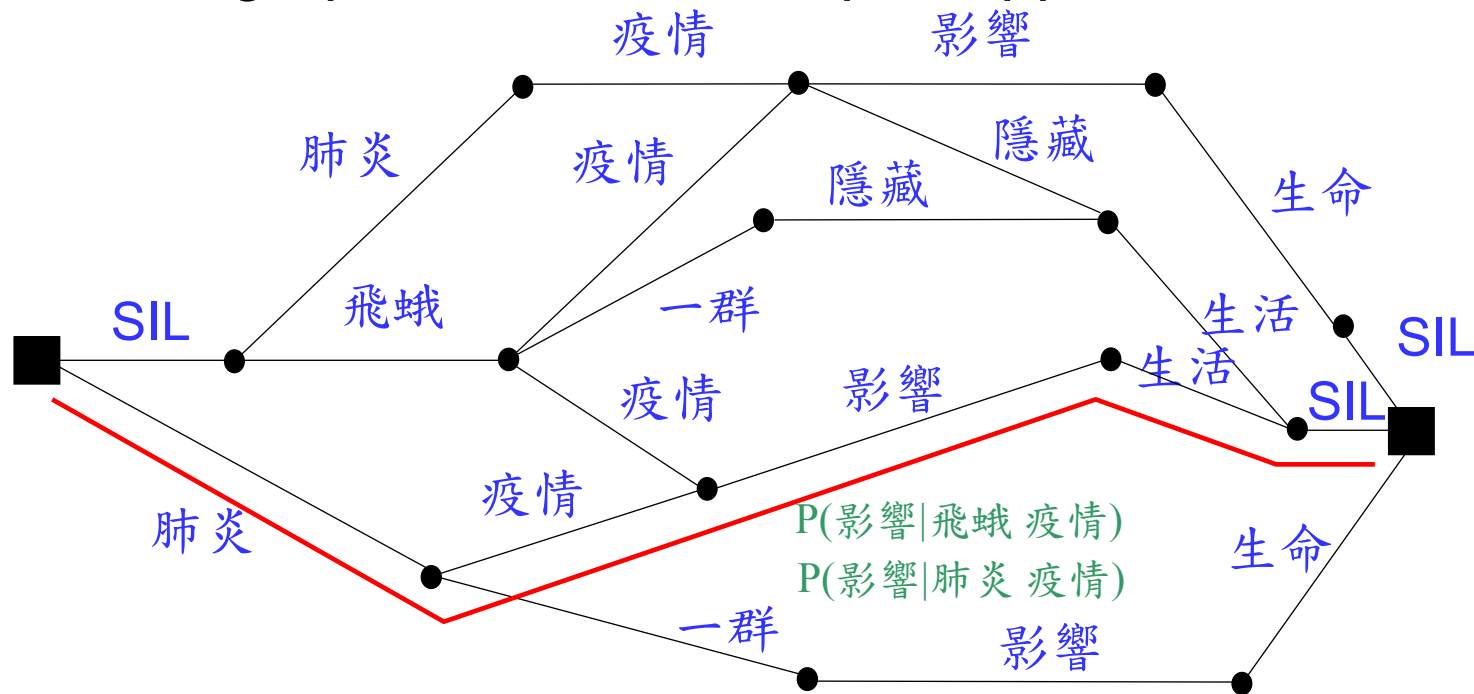 疫情 影響
肺炎 疫情 隱藏
隱藏 生命
SIL 飛蛾 一群 生活 SIL
疫情 影響 生活 SIL
肺炎 疫情 P(影響|飛蛾 疫情) 生命
P(影響|肺炎 疫情)
一群 影響